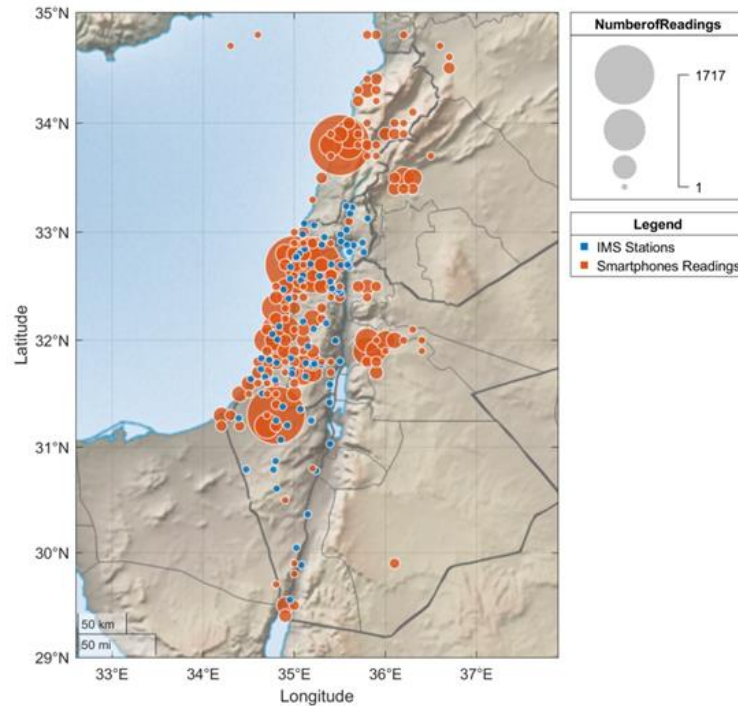 35°N
34°N
33°N
32°N
31°N
30°N
29°N
Latitude
50 km
50 mi
33°E
34°E
35°E
36°E
37°E
Longitude
NumberofReadings
1717
1
Legend
IMS Stations
Smartphones Readings